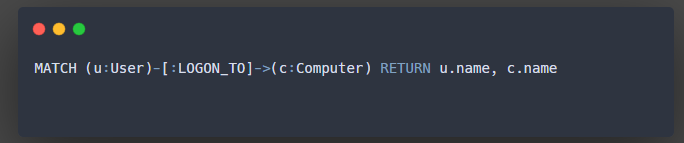 MATCH (u:User)-[:LOGON_TO]->(c:Computer) RETURN u.name, c.name